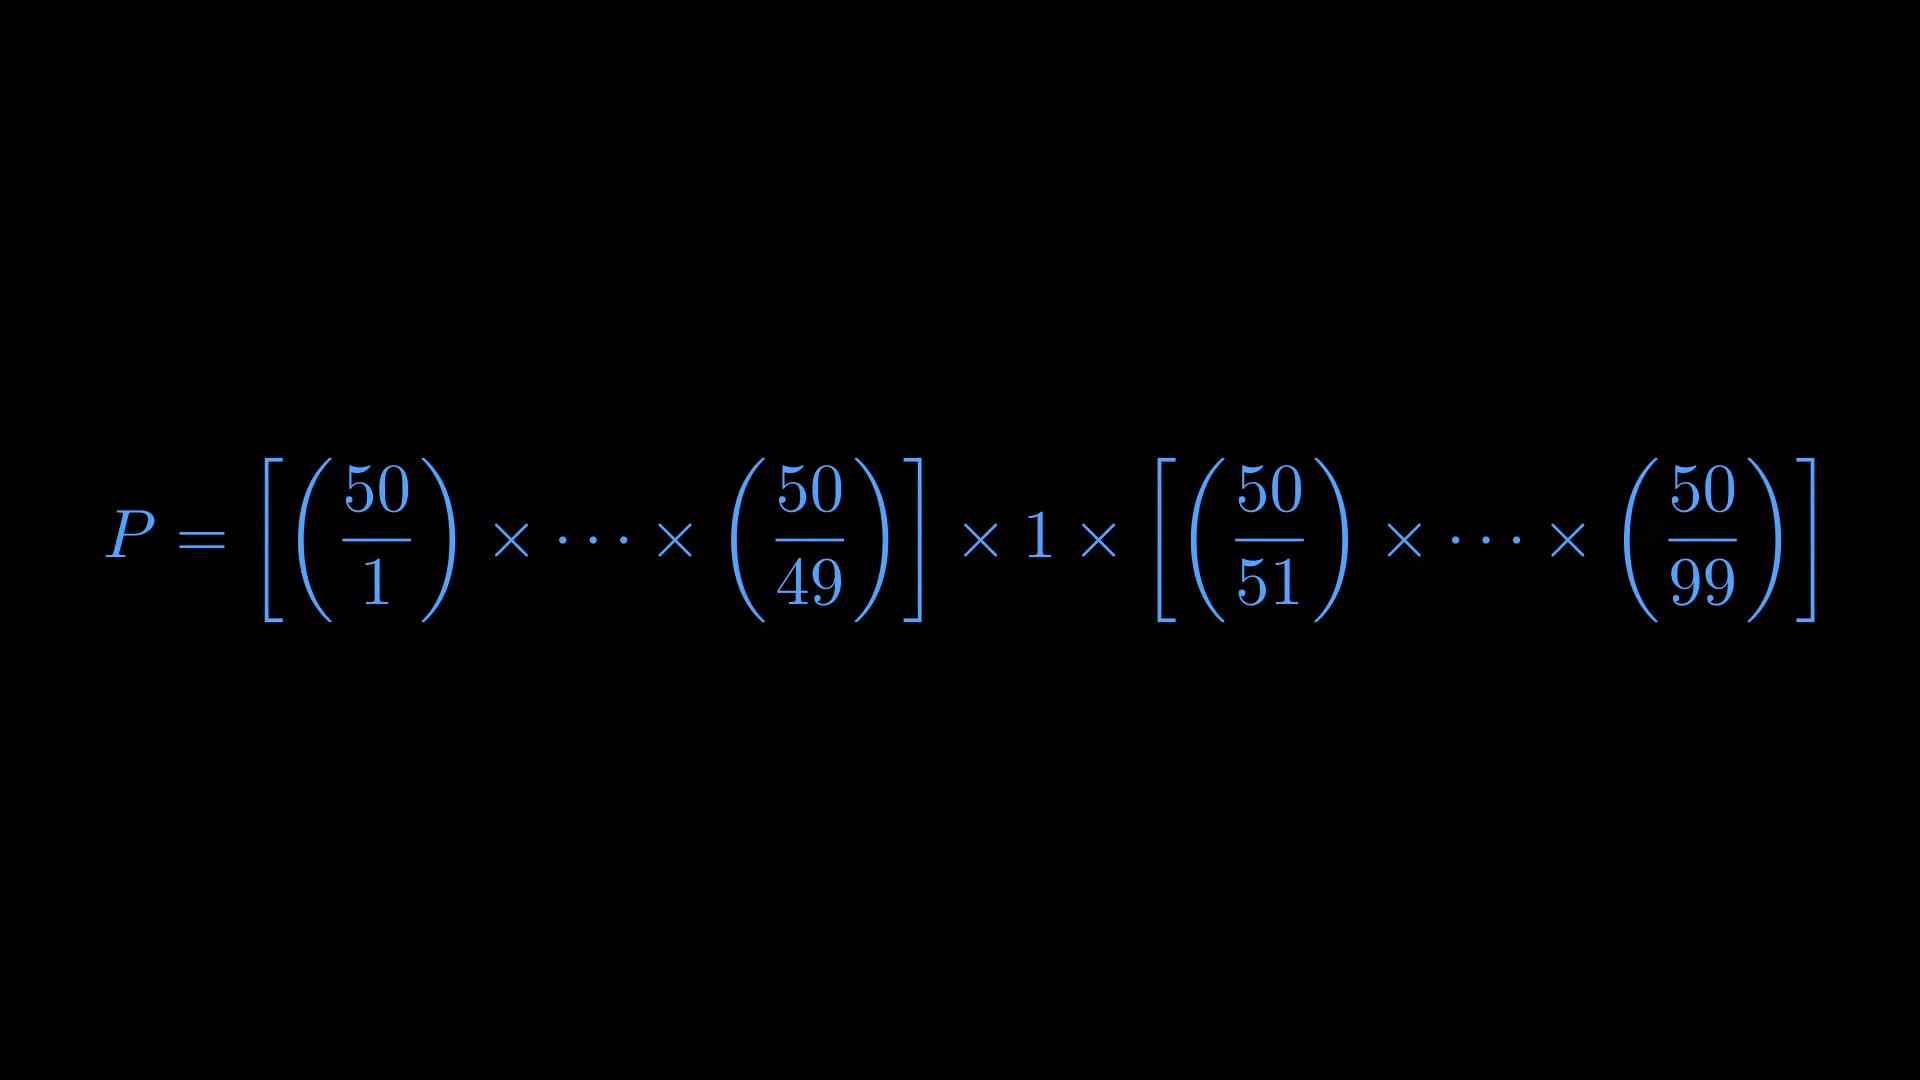 P = [(50/1) × ⋯ × (50/49)] × 1 × [(50/51) × ⋯ × (50/99)]